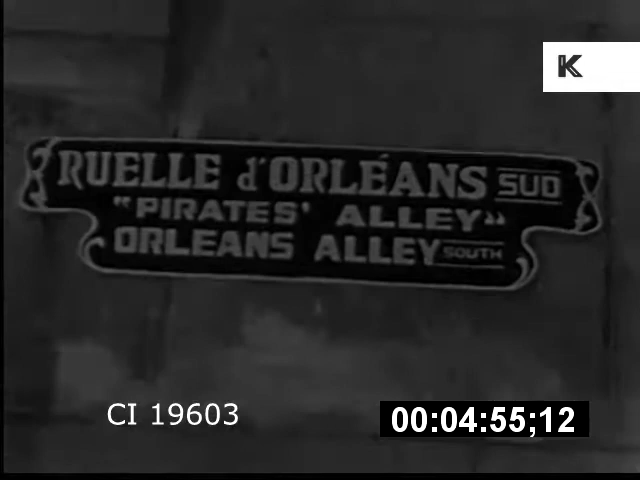 K
RUELLE d'ORLÉANS SUD
"PIRATES' ALLEY"
ORLEANS ALLEY SOUTH
CI 19603
00:04:55;12